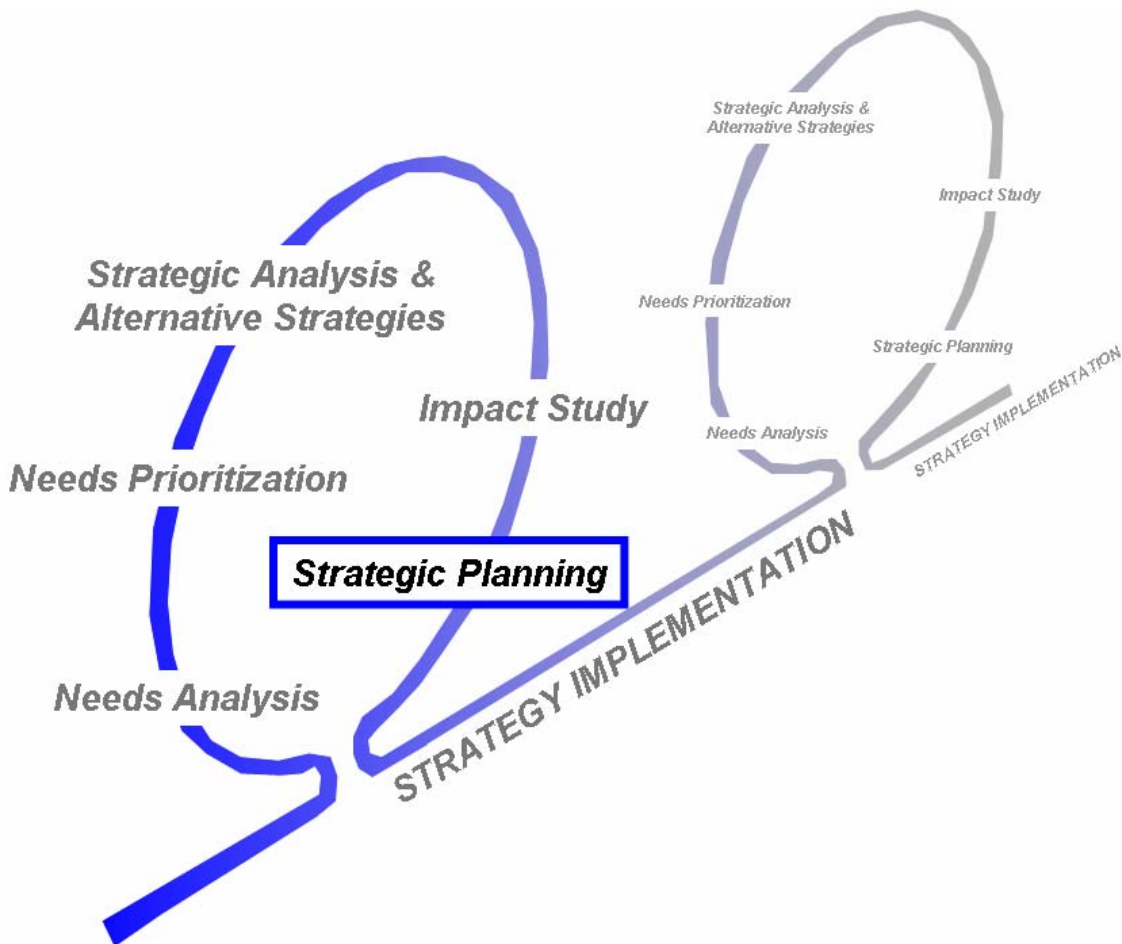 Strategic Analysis &
Alternative Strategies
Impact Study
Needs Prioritization
Strategic Planning
Needs Analysis
STRATEGY IMPLEMENTATION
Strategic Analysis &
Alternative Strategies
Impact Study
Needs Prioritization
Strategic Planning
Needs Analysis
STRATEGY IMPLEMENTATION